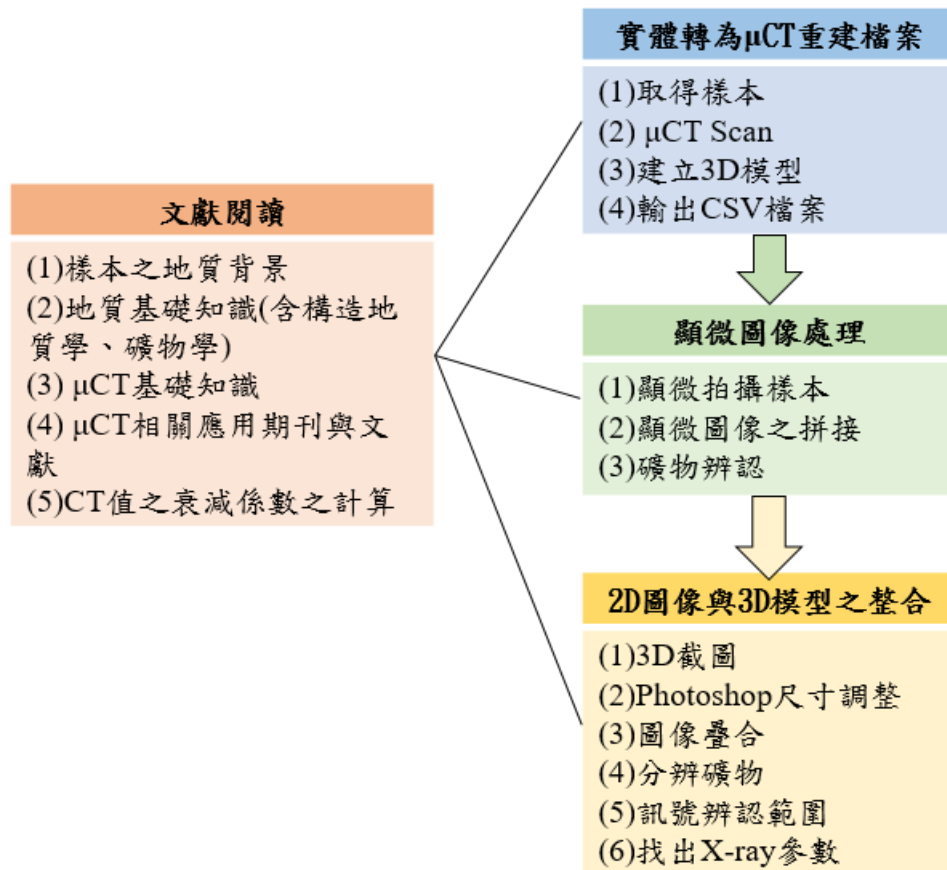 文獻閱讀
(1)樣本之地質背景
(2)地質基礎知識(含構造地
質學、礦物學)
(3) μCT基礎知識
(4) μCT相關應用期刊與文
獻
(5)CT值之衰減係數之計算
實體轉為μCT重建檔案
(1)取得樣本
(2) μCT Scan
(3)建立3D模型
(4)輸出CSV檔案
顯微圖像處理
(1)顯微拍攝樣本
(2)顯微圖像之拼接
(3)礦物辨認
2D圖像與3D模型之整合
(1)3D截圖
(2)Photoshop尺寸調整
(3)圖像疊合
(4)分辨礦物
(5)訊號辨認範圍
(6)找出X-ray參數